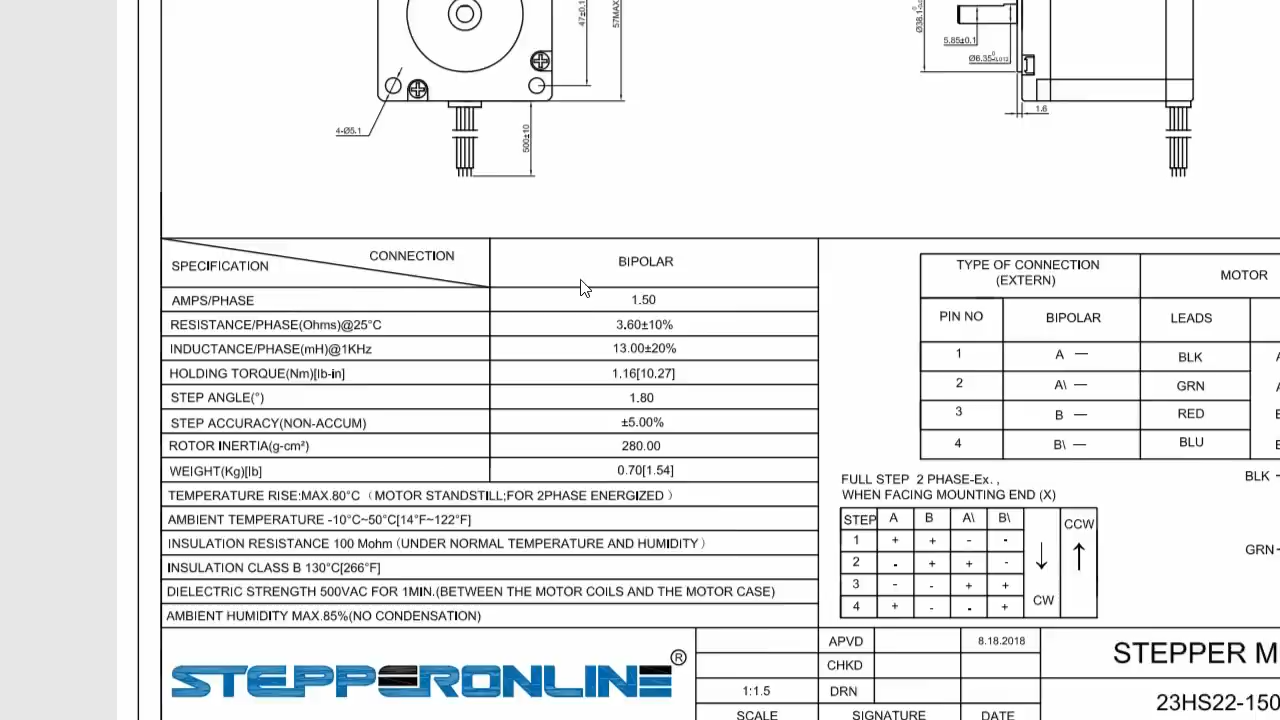 47±0.1
57MAX
5.85±0.1
1.6
4-Ø5.1
500±10
SPECIFICATION
CONNECTION
BIPOLAR
AMPS/PHASE 1.50
RESISTANCE/PHASE(Ohms)@25°C 3.60±10%
INDUCTANCE/PHASE(mH)@1KHz 13.00±20%
HOLDING TORQUE(Nm)[lb-in] 1.16[10.27]
STEP ANGLE(°) 1.80
STEP ACCURACY(NON-ACCUM) ±5.00%
ROTOR INERTIA(g-cm²) 280.00
WEIGHT(Kg)[lb] 0.70[1.54]
TEMPERATURE RISE:MAX.80°C （MOTOR STANDSTILL;FOR 2PHASE ENERGIZED）
AMBIENT TEMPERATURE -10°C~50°C[14°F~122°F]
INSULATION RESISTANCE 100 Mohm（UNDER NORMAL TEMPERATURE AND HUMIDITY）
INSULATION CLASS B 130°C[266°F]
DIELECTRIC STRENGTH 500VAC FOR 1MIN.(BETWEEN THE MOTOR COILS AND THE MOTOR CASE)
AMBIENT HUMIDITY MAX.85%(NO CONDENSATION)
TYPE OF CONNECTION
(EXTERN)
MOTOR
PIN NO BIPOLAR LEADS
1 A — BLK
2 A\ — GRN
3 B — RED
4 B\ — BLU
FULL STEP 2 PHASE-Ex. ,
WHEN FACING MOUNTING END (X)
BLK
GRN
STEP A B A\ B\
1 + + - -
2 - + + -
3 - - + +
4 + - - +
CCW
CW
STEPPERONLINE®
APVD 8.18.2018
CHKD
1:1.5 DRN
SCALE SIGNATURE DATE
STEPPER M
23HS22-150